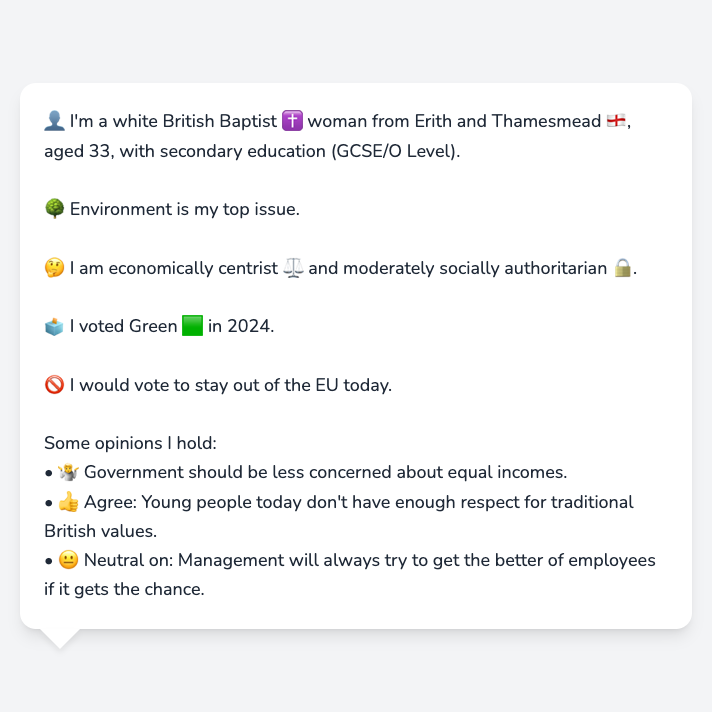 👤 I'm a white British Baptist ✝️ woman from Erith and Thamesmead 🏴󠁧󠁢󠁥󠁮󠁧󠁿,
aged 33, with secondary education (GCSE/O Level).
🌳 Environment is my top issue.
🤔 I am economically centrist ⚖️ and moderately socially authoritarian 🔒.
🗳️ I voted Green 🟩 in 2024.
🚫 I would vote to stay out of the EU today.
Some opinions I hold:
• 🤷 Government should be less concerned about equal incomes.
• 👍 Agree: Young people today don't have enough respect for traditional
British values.
• 😐 Neutral on: Management will always try to get the better of employees
if it gets the chance.